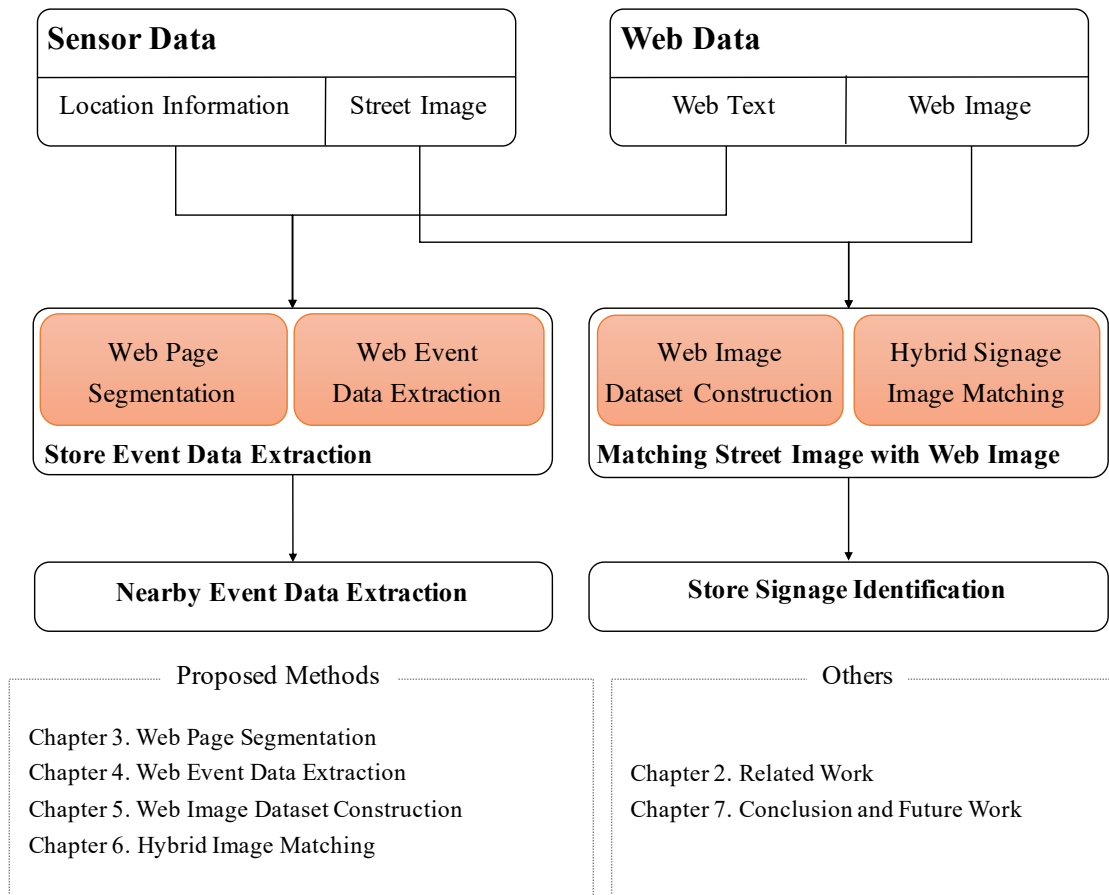 Sensor Data
Web Data
Location Information
Street Image
Web Text
Web Image
Web Page
Segmentation
Web Event
Data Extraction
Store Event Data Extraction
Web Image
Dataset Construction
Hybrid Signage
Image Matching
Matching Street Image with Web Image
Nearby Event Data Extraction
Store Signage Identification
Proposed Methods
Chapter 3. Web Page Segmentation
Chapter 4. Web Event Data Extraction
Chapter 5. Web Image Dataset Construction
Chapter 6. Hybrid Image Matching
Others
Chapter 2. Related Work
Chapter 7. Conclusion and Future Work